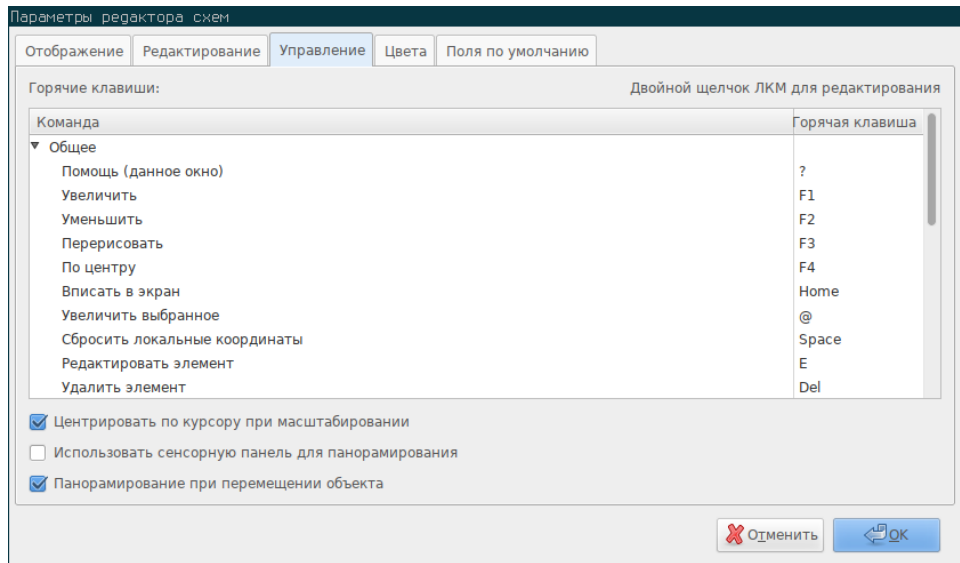 Параметры редактора схем
Отображение Редактирование Управление Цвета Поля по умолчанию
Горячие клавиши: Двойной щелчок ЛКМ для редактирования
Команда Горячая клавиша
Общее
Помощь (данное окно) ?
Увеличить F1
Уменьшить F2
Перерисовать F3
По центру F4
Вписать в экран Home
Увеличить выбранное @
Сбросить локальные координаты Space
Редактировать элемент E
Удалить элемент Del
Центрировать по курсору при масштабировании
Использовать сенсорную панель для панорамирования
Панорамирование при перемещении объекта
Отменить OK